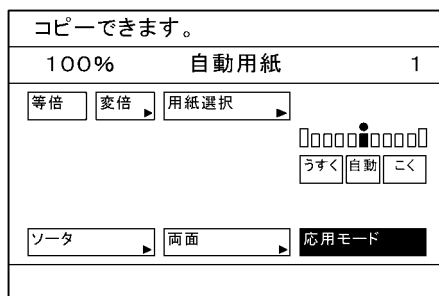 コピーできます。
100% 自動用紙 1
等倍 変倍 用紙選択
うすく 自動 こく
ソータ 両面 応用モード